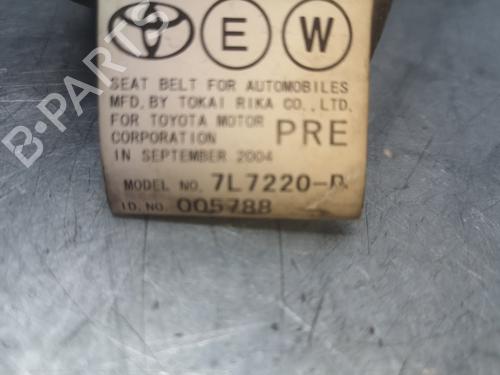 E W
SEAT BELT FOR AUTOMOBILES
MFD. BY TOKAI RIKA CO., LTD.
FOR TOYOTA MOTOR
CORPORATION PRE
IN SEPTEMBER 2004
MODEL NO. 7L7220-R
I.D. NO. 005788
B-PARTS